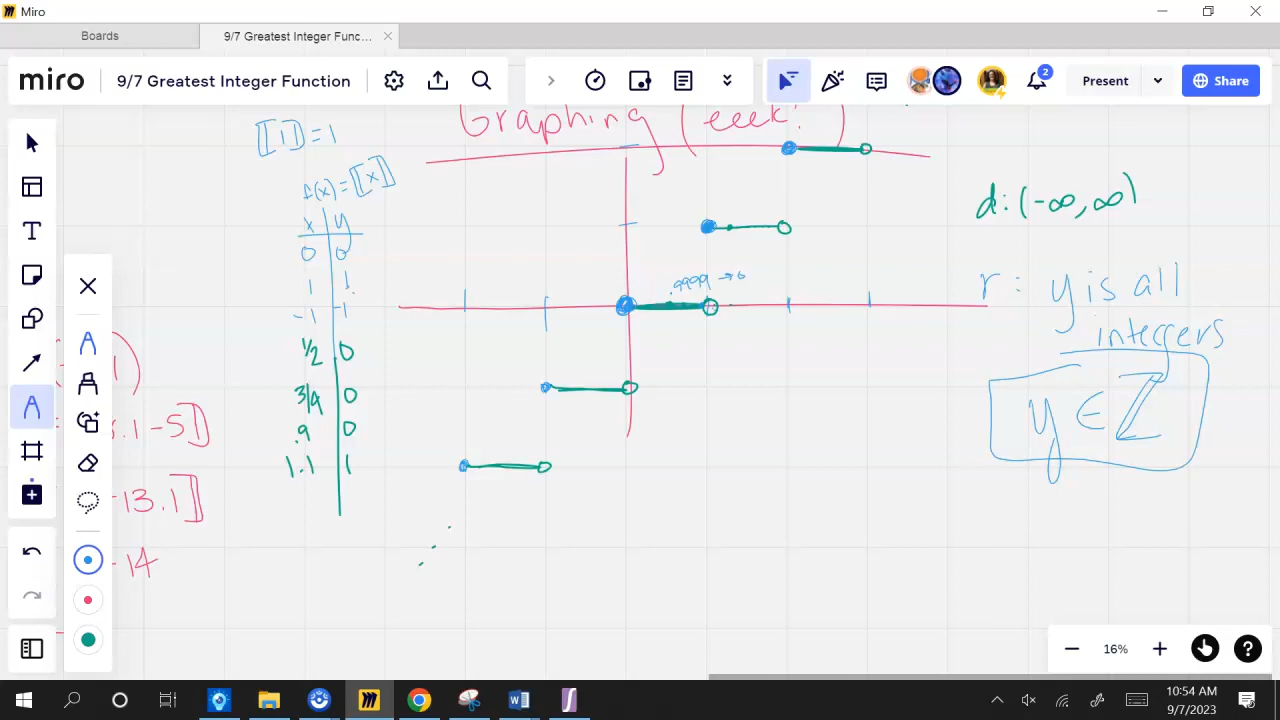 Miro
Boards
9/7 Greatest Integer Func...
miro
9/7 Greatest Integer Function
2
Present
Share
Graphing (eeek!)
[[1]]=1
f(x)=[[x]]
x y
0 0
1 1
-1 -1
1/2 0
3/4 0
.9 0
1.1 1
.9999 → 0
d: (-∞, ∞)
r: y is all
integers
y ∈ ℤ
.1-5]]
-13.1]]
-14
16%
10:54 AM
9/7/2023